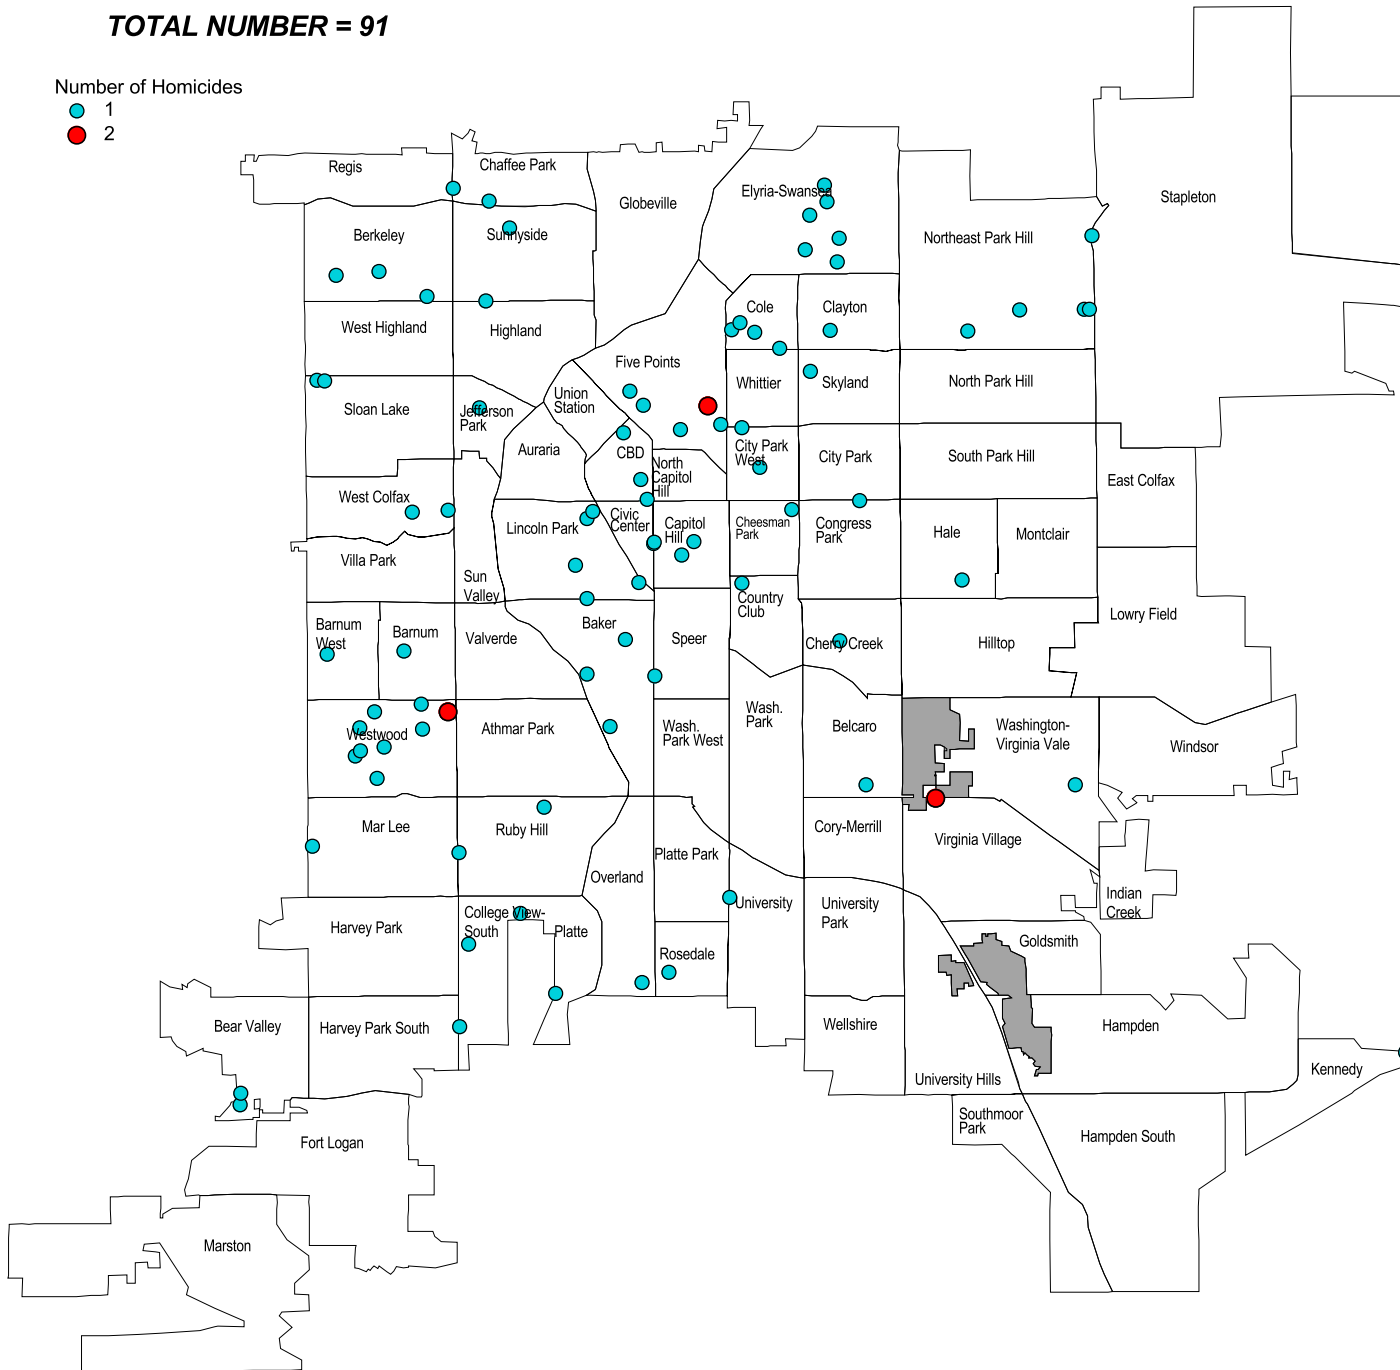 TOTAL NUMBER = 91
Number of Homicides
1
2
Regis
Chaffee Park
Globeville
Elyria-Swansea
Stapleton
Berkeley
Sunnyside
Northeast Park Hill
West Highland
Highland
Cole
Clayton
Five Points
Whittier
Skyland
North Park Hill
Sloan Lake
Jefferson
Park
Union
Station
Auraria
CBD
North
Capitol
Hill
City Park
West
City Park
South Park Hill
East Colfax
West Colfax
Lincoln Park
Civic
Center
Capitol
Hill
Cheesman
Park
Congress
Park
Hale
Montclair
Villa Park
Sun
Valley
Country
Club
Lowry Field
Barnum
West
Barnum
Valverde
Baker
Speer
Cherry Creek
Hilltop
Westwood
Athmar Park
Wash.
Park West
Wash.
Park
Belcaro
Washington-
Virginia Vale
Windsor
Mar Lee
Ruby Hill
Platte Park
Cory-Merrill
Virginia Village
Overland
Indian
Creek
Harvey Park
College View-
South
Platte
University
University
Park
Goldsmith
Rosedale
Bear Valley
Harvey Park South
Wellshire
Hampden
University Hills
Kennedy
Fort Logan
Southmoor
Park
Hampden South
Marston